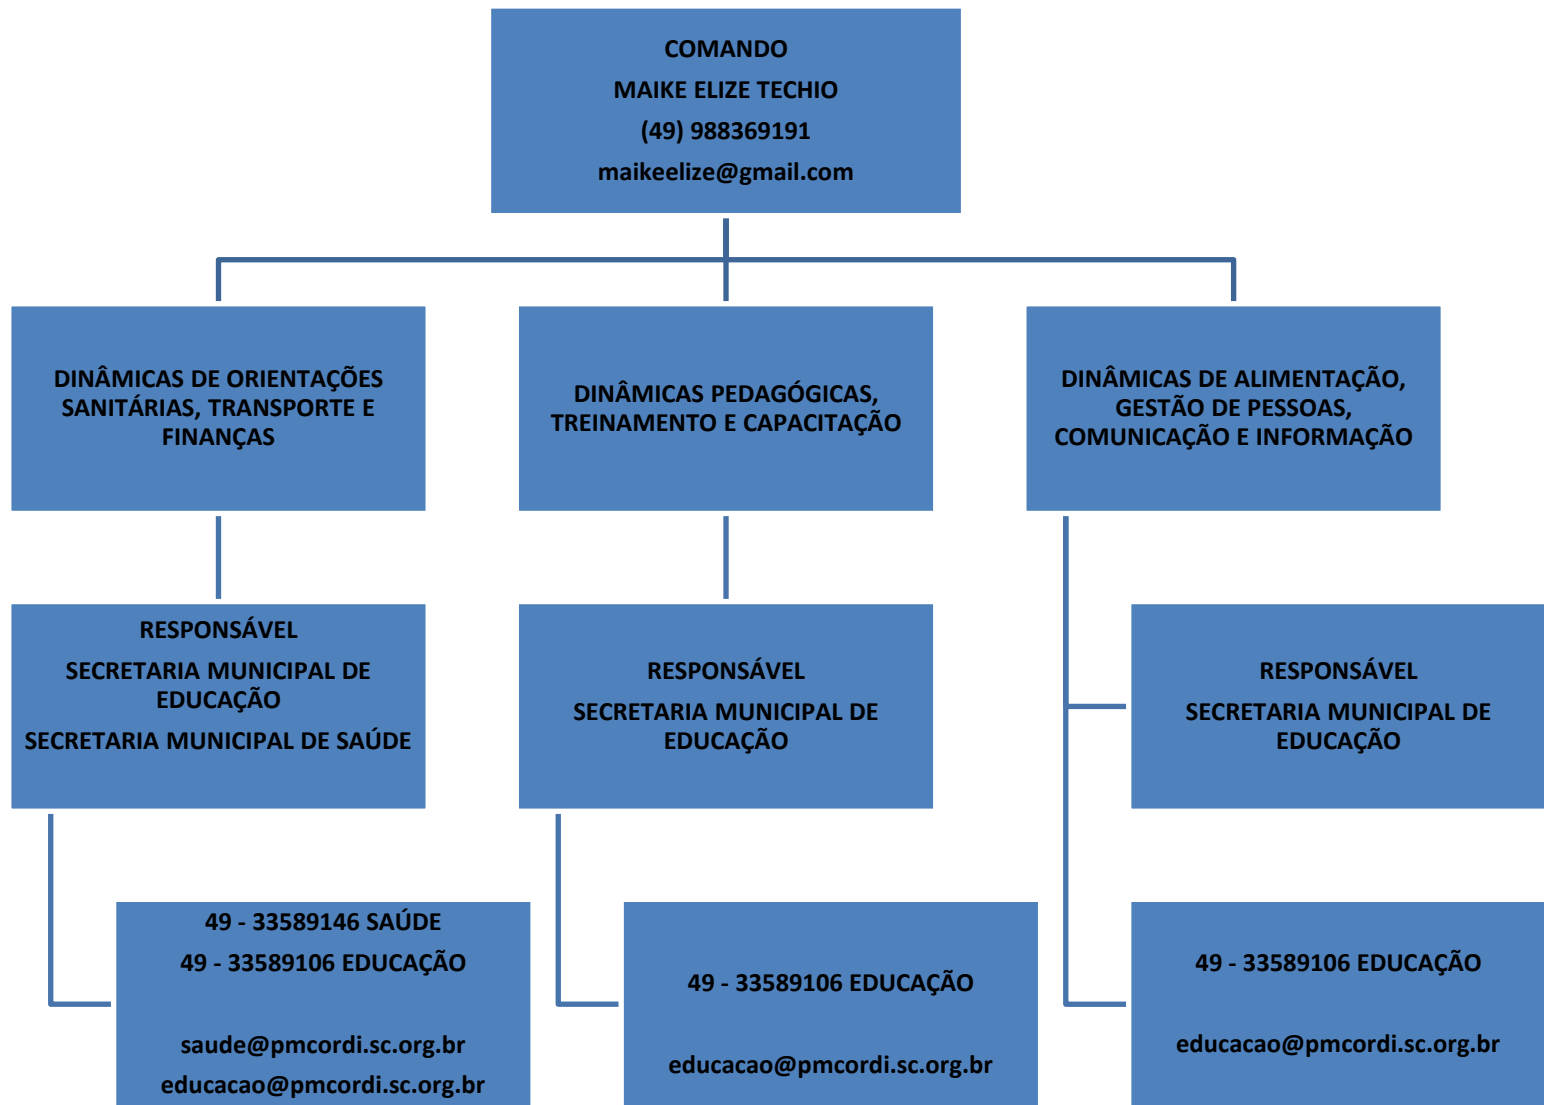 COMANDO
MAIKE ELIZE TECHIO
(49) 988369191
maikeelize@gmail.com
DINÂMICAS DE ORIENTAÇÕES
SANITÁRIAS, TRANSPORTE E
FINANÇAS
DINÂMICAS PEDAGÓGICAS,
TREINAMENTO E CAPACITAÇÃO
DINÂMICAS DE ALIMENTAÇÃO,
GESTÃO DE PESSOAS,
COMUNICAÇÃO E INFORMAÇÃO
RESPONSÁVEL
SECRETARIA MUNICIPAL DE
EDUCAÇÃO
SECRETARIA MUNICIPAL DE SAÚDE
RESPONSÁVEL
SECRETARIA MUNICIPAL DE
EDUCAÇÃO
RESPONSÁVEL
SECRETARIA MUNICIPAL DE
EDUCAÇÃO
49 - 33589146 SAÚDE
49 - 33589106 EDUCAÇÃO
saude@pmcordi.sc.org.br
educacao@pmcordi.sc.org.br
49 - 33589106 EDUCAÇÃO
educacao@pmcordi.sc.org.br
49 - 33589106 EDUCAÇÃO
educacao@pmcordi.sc.org.br